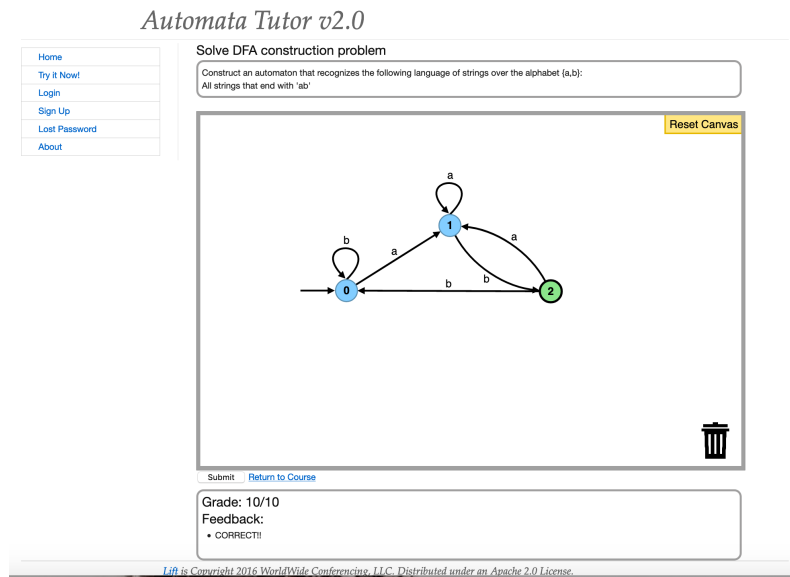 Automata Tutor v2.0
Home
Try it Now!
Login
Sign Up
Lost Password
About
Solve DFA construction problem
Construct an automaton that recognizes the following language of strings over the alphabet {a,b}:
All strings that end with 'ab'
Reset Canvas
a
1
b
a
a
b
b
0
2
Submit
Return to Course
Grade: 10/10
Feedback:
• CORRECT!!
Lift is Copyright 2016 WorldWide Conferencing, LLC. Distributed under an Apache 2.0 License.